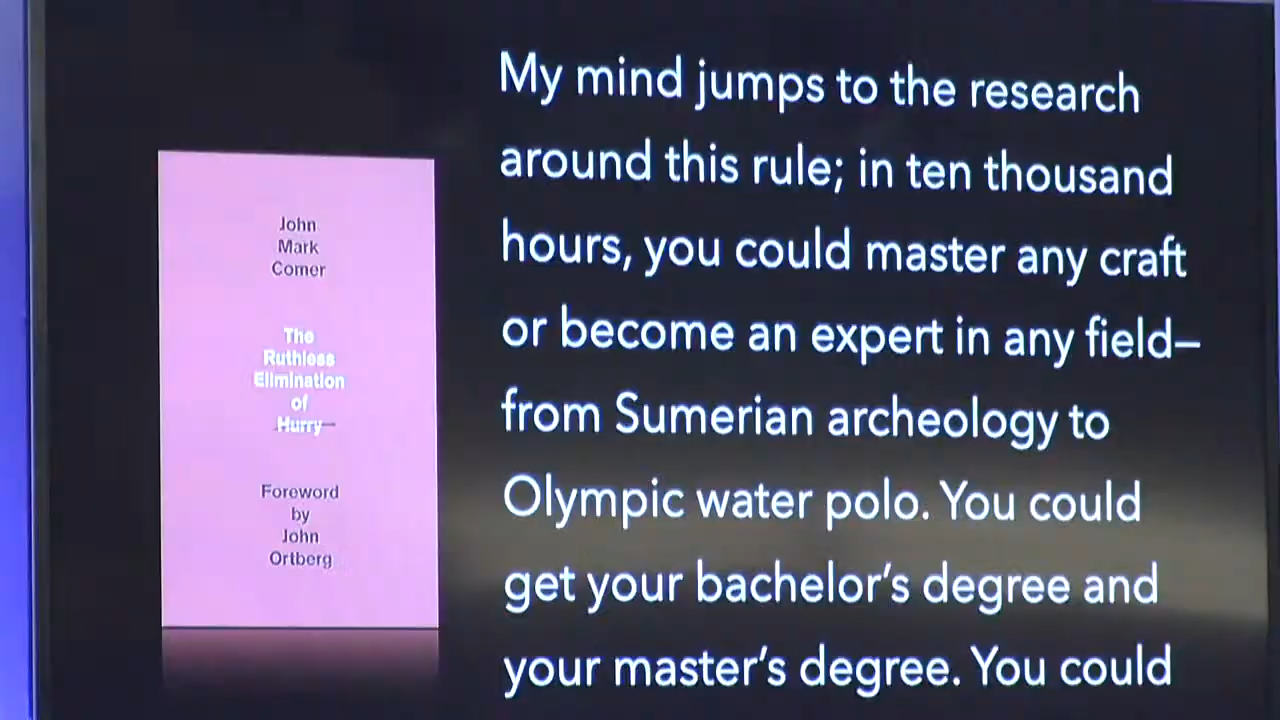 John
Mark
Comer
The
Ruthless
Elimination
of
Hurry—
Foreword
by
John
Ortberg
My mind jumps to the research
around this rule; in ten thousand
hours, you could master any craft
or become an expert in any field–
from Sumerian archeology to
Olympic water polo. You could
get your bachelor’s degree and
your master’s degree. You could